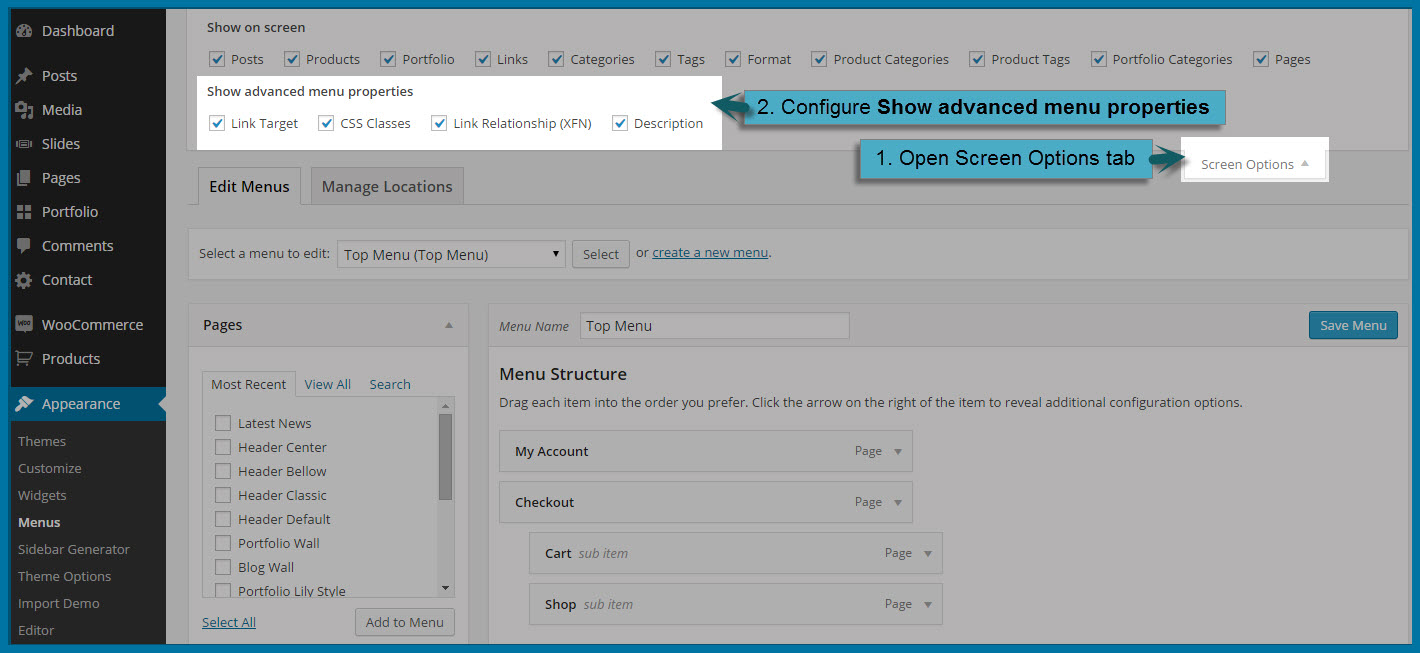 Dashboard
Posts
Media
Slides
Pages
Portfolio
Comments
Contact
WOO WooCommerce
Products
Appearance
Themes
Customize
Widgets
Menus
Sidebar Generator
Theme Options
Import Demo
Editor
Show on screen
Posts Products Portfolio Links Categories Tags Format Product Categories Product Tags Portfolio Categories Pages
Show advanced menu properties
Link Target CSS Classes Link Relationship (XFN) Description
2. Configure Show advanced menu properties
1. Open Screen Options tab
Screen Options
Edit Menus Manage Locations
Select a menu to edit: Top Menu (Top Menu) Select or create a new menu.
Pages
Most Recent View All Search
Latest News
Header Center
Header Bellow
Header Classic
Header Default
Portfolio Wall
Blog Wall
Portfolio Lily Style
Select All Add to Menu
Menu Name Top Menu Save Menu
Menu Structure
Drag each item into the order you prefer. Click the arrow on the right of the item to reveal additional configuration options.
My Account Page
Checkout Page
Cart sub item Page
Shop sub item Page